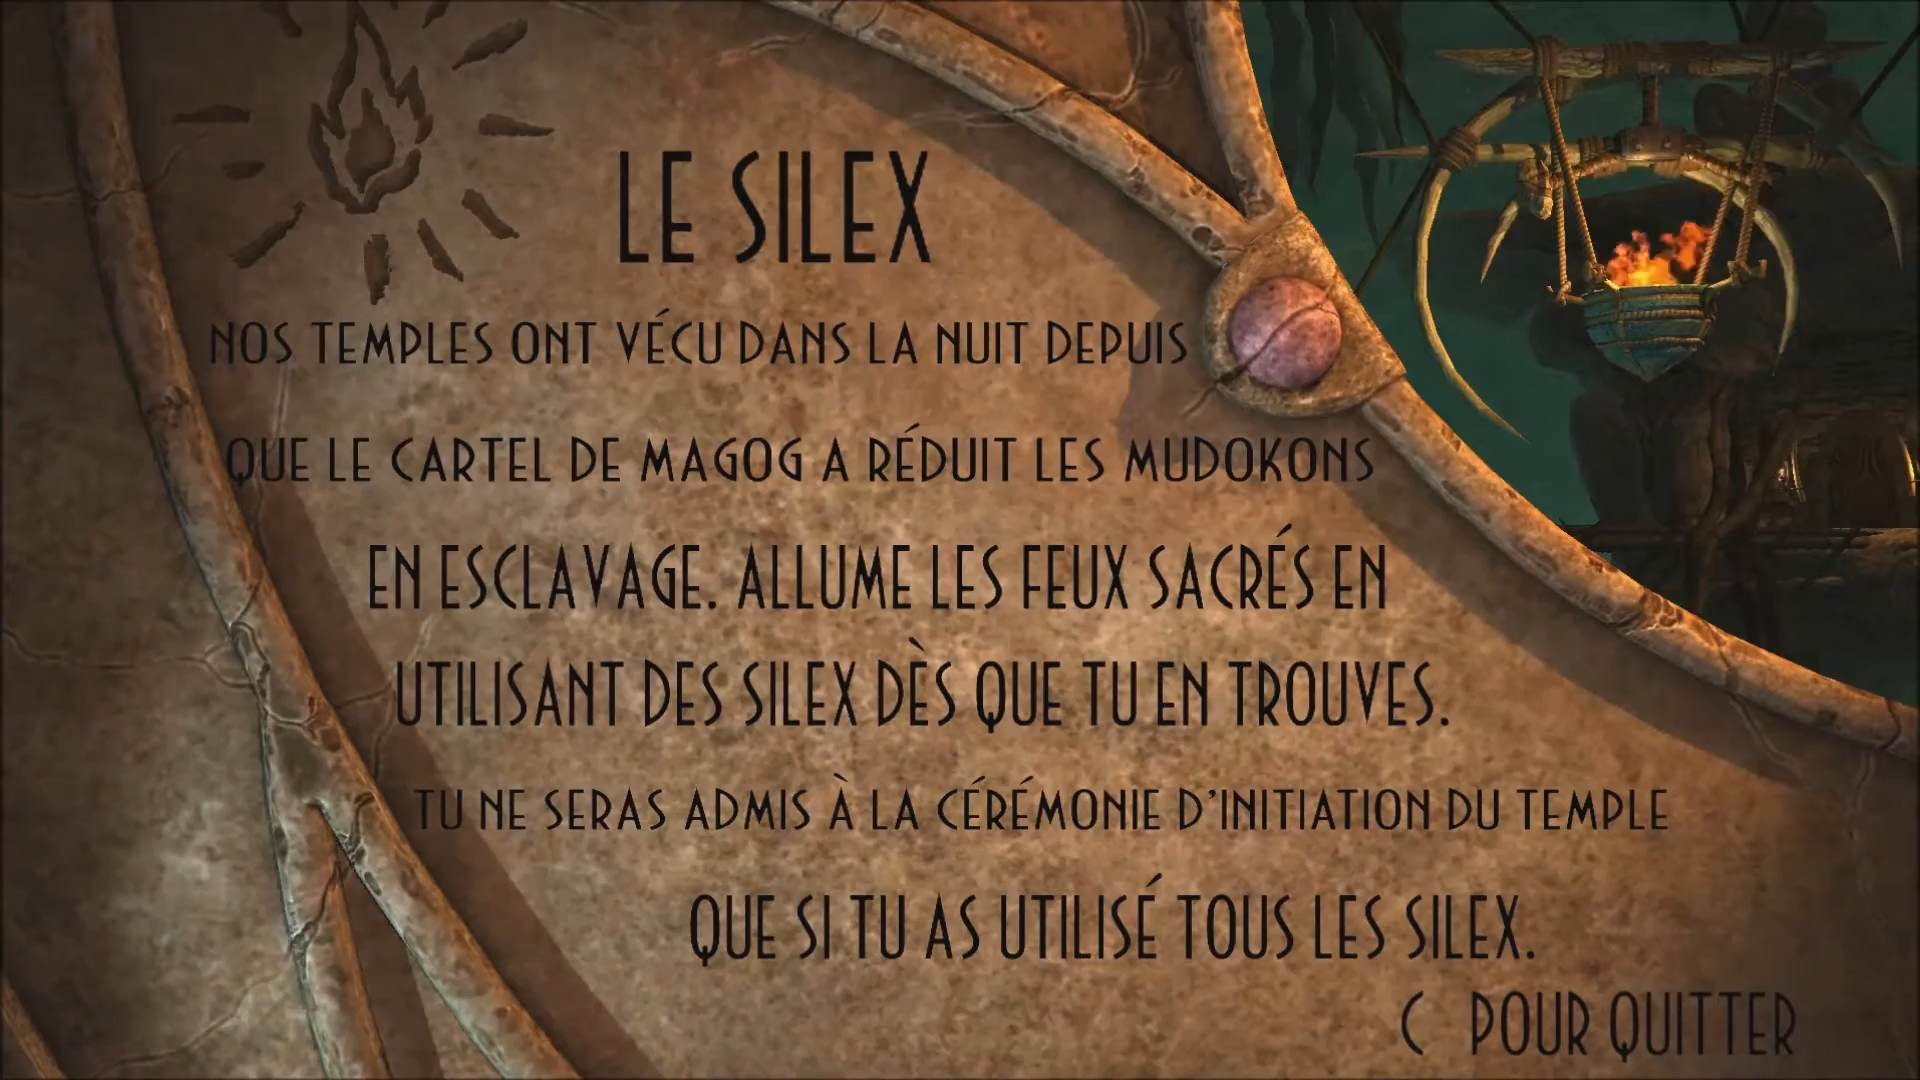 LE SILEX
NOS TEMPLES ONT VÉCU DANS LA NUIT DEPUIS
QUE LE CARTEL DE MAGOG A RÉDUIT LES MUDOKONS
EN ESCLAVAGE. ALLUME LES FEUX SACRÉS EN
UTILISANT DES SILEX DÈS QUE TU EN TROUVES.
TU NE SERAS ADMIS À LA CÉRÉMONIE D'INITIATION DU TEMPLE
QUE SI TU AS UTILISÉ TOUS LES SILEX.
C POUR QUITTER